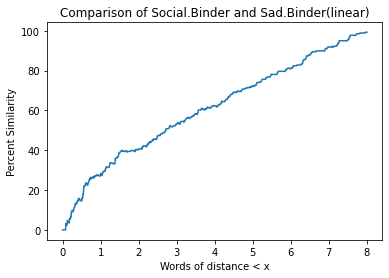 Comparison of Social.Binder and Sad.Binder(linear)
Percent Similarity
100
80
60
40
20
0
0 1 2 3 4 5 6 7 8
Words of distance < x